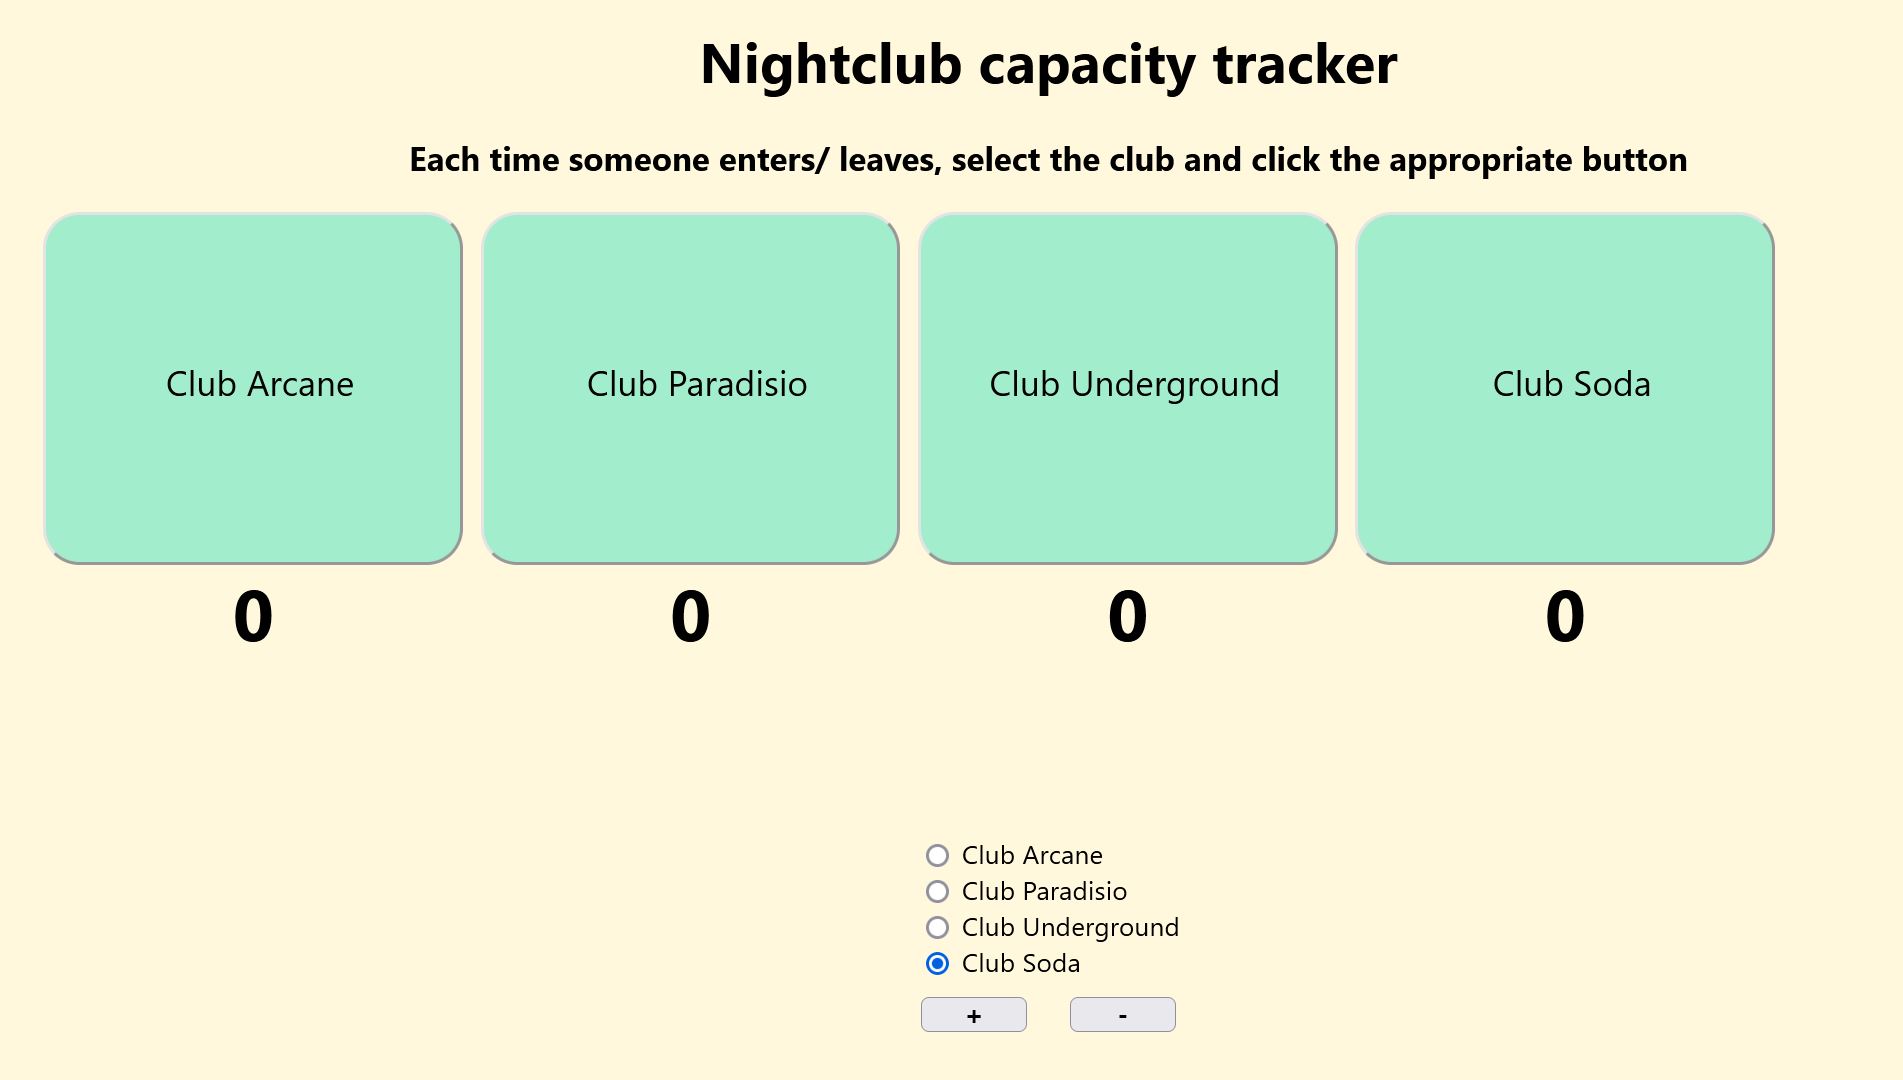 Nightclub capacity tracker
Each time someone enters/ leaves, select the club and click the appropriate button
Club Arcane
Club Paradisio
Club Underground
Club Soda
0
0
0
0
Club Arcane
Club Paradisio
Club Underground
Club Soda
+
-